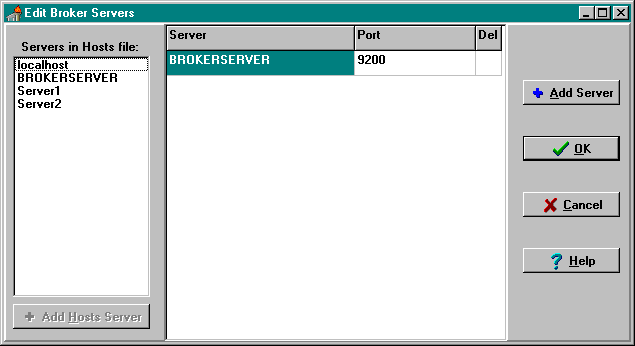 Edit Broker Servers
Servers in Hosts file:
localhost
BROKERSERVER
Server1
Server2
Add Hosts Server
Server Port Del
BROKERSERVER 9200
Add Server
OK
Cancel
Help